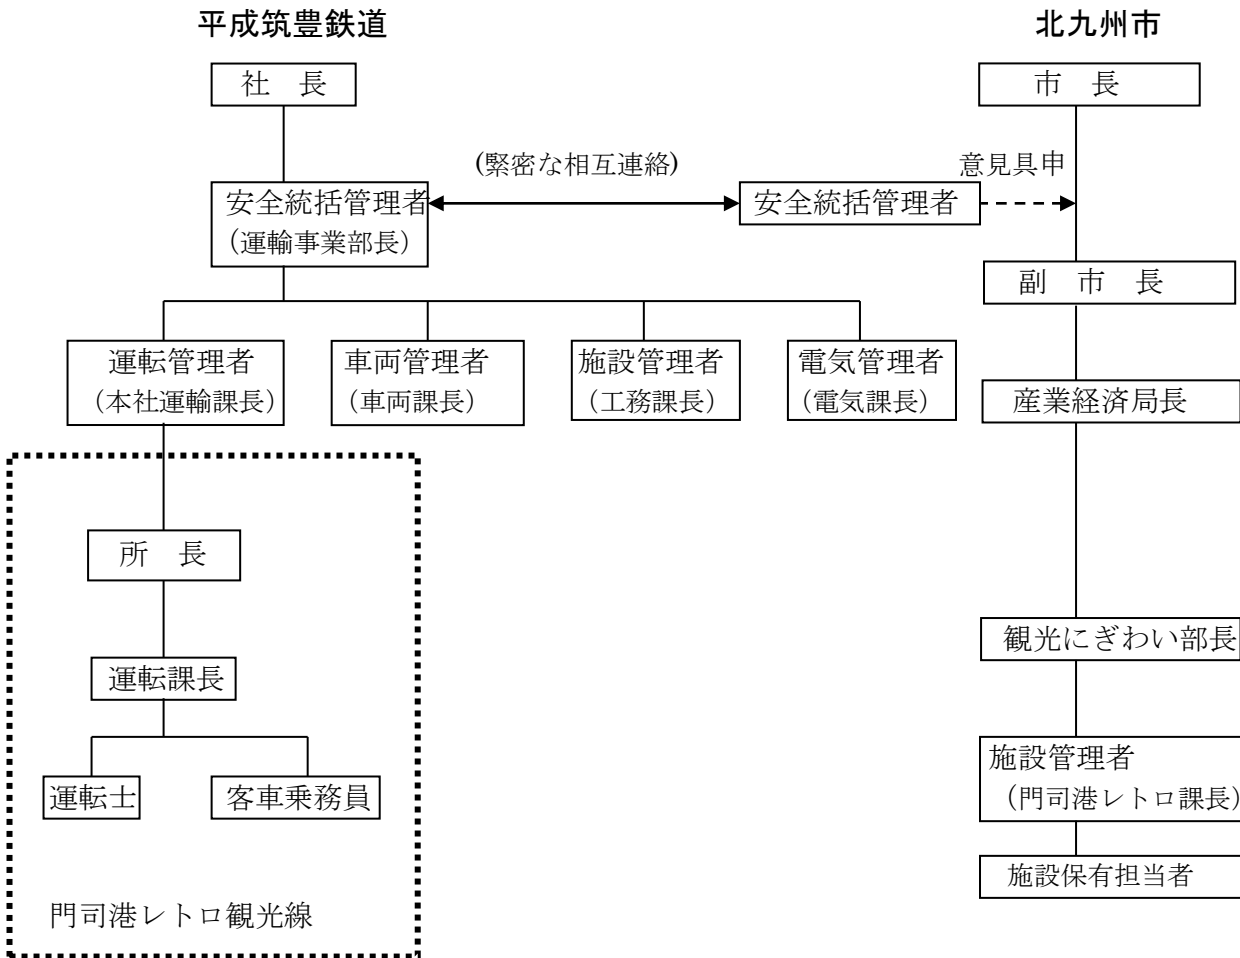 平成筑豊鉄道
北九州市
社　長
市　長
(緊密な相互連絡)
意見具申
安全統括管理者
（運輸事業部長）
安全統括管理者
副　市　長
運転管理者
（本社運輸課長）
車両管理者
（車両課長）
施設管理者
（工務課長）
電気管理者
（電気課長）
産業経済局長
所　長
観光にぎわい部長
運転課長
施設管理者
（門司港レトロ課長）
運転士
客車乗務員
施設保有担当者
門司港レトロ観光線